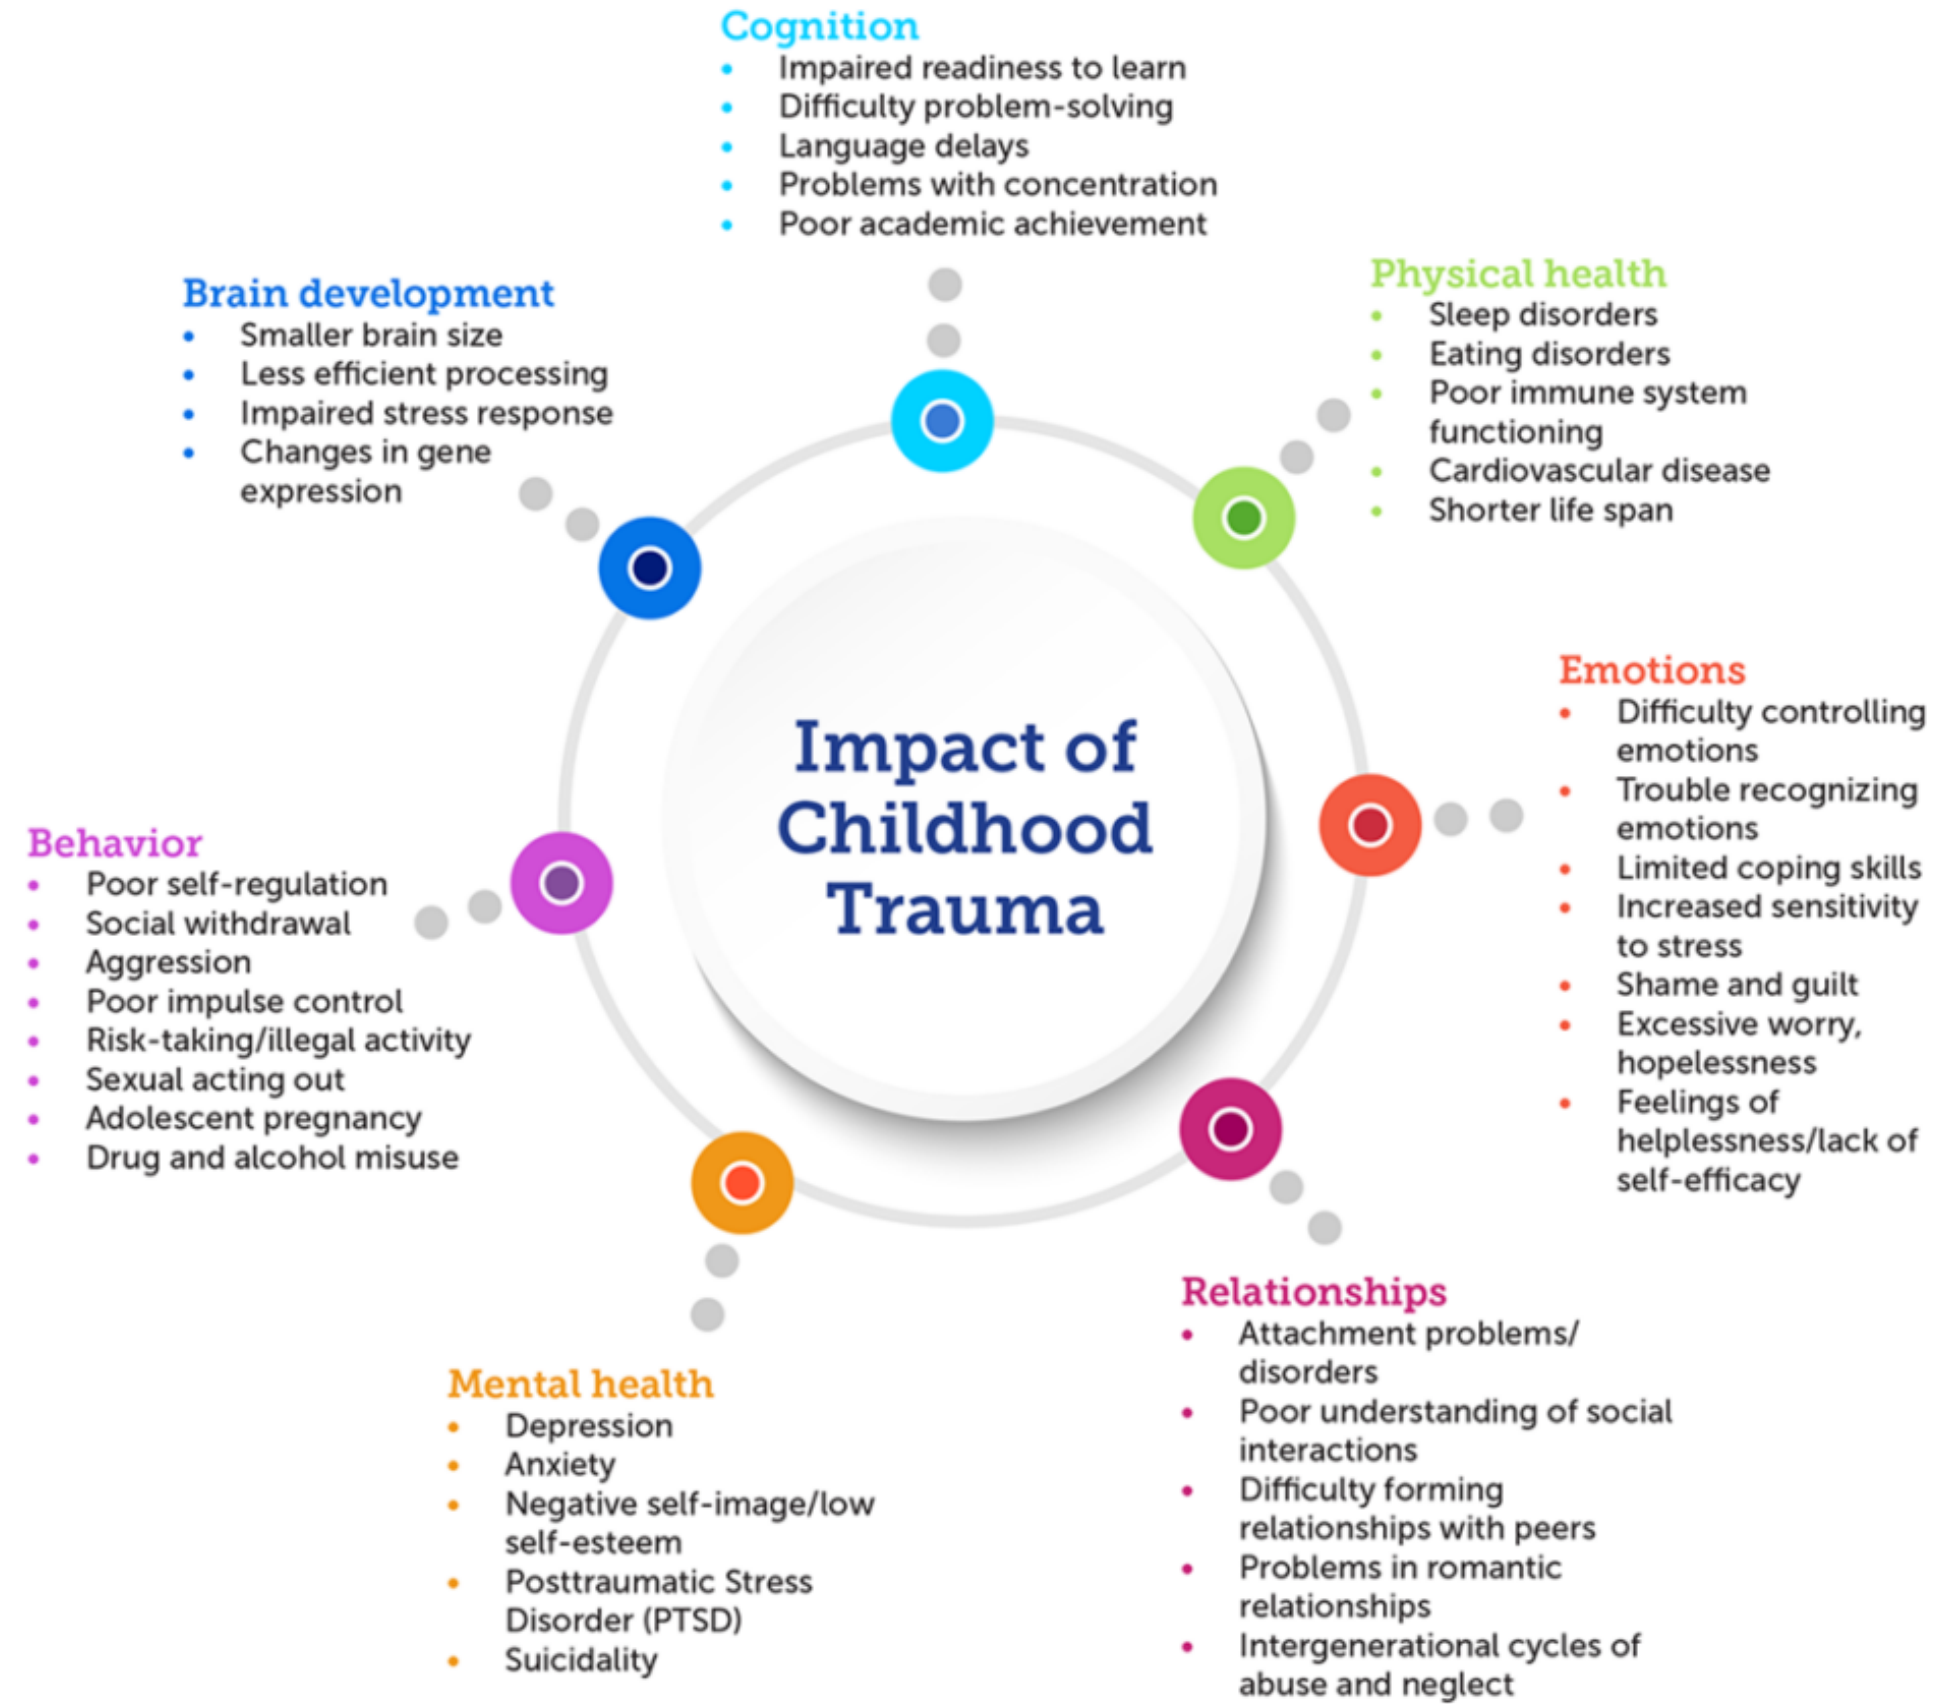 Cognition
• Impaired readiness to learn
• Difficulty problem-solving
• Language delays
• Problems with concentration
• Poor academic achievement
Physical health
• Sleep disorders
• Eating disorders
• Poor immune system
functioning
• Cardiovascular disease
• Shorter life span
Emotions
• Difficulty controlling
emotions
• Trouble recognizing
emotions
• Limited coping skills
• Increased sensitivity
to stress
• Shame and guilt
• Excessive worry,
hopelessness
• Feelings of
helplessness/lack of
self-efficacy
Relationships
• Attachment problems/
disorders
• Poor understanding of social
interactions
• Difficulty forming
relationships with peers
• Problems in romantic
relationships
• Intergenerational cycles of
abuse and neglect
Mental health
• Depression
• Anxiety
• Negative self-image/low
self-esteem
• Posttraumatic Stress
Disorder (PTSD)
• Suicidality
Behavior
• Poor self-regulation
• Social withdrawal
• Aggression
• Poor impulse control
• Risk-taking/illegal activity
• Sexual acting out
• Adolescent pregnancy
• Drug and alcohol misuse
Brain development
• Smaller brain size
• Less efficient processing
• Impaired stress response
• Changes in gene
expression
Impact of
Childhood
Trauma